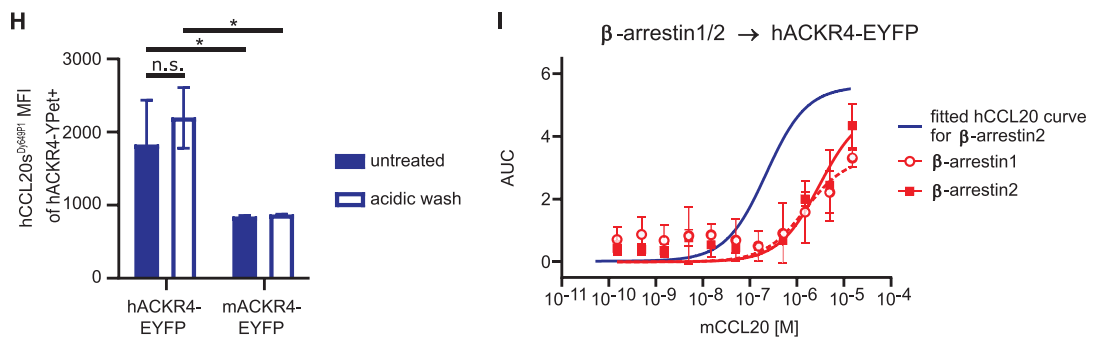 H
*
*
n.s.
hCCL20s^Dy649P1 MFI
of hACKR4-YPet+
3000
2000
1000
0
hACKR4-
EYFP
mACKR4-
EYFP
untreated
acidic wash
I
β-arrestin1/2 → hACKR4-EYFP
AUC
6
4
2
0
10^-11
10^-10
10^-9
10^-8
10^-7
10^-6
10^-5
10^-4
mCCL20 [M]
fitted hCCL20 curve
for β-arrestin2
β-arrestin1
β-arrestin2